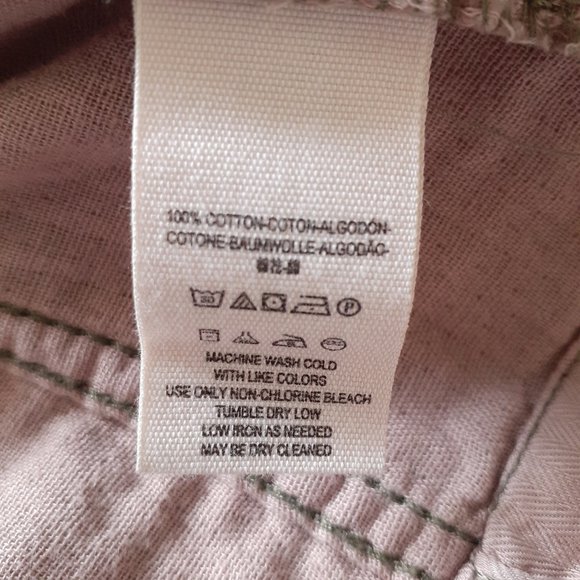 100% COTTON-COTON-ALGODÓN-
COTONE-BAUMWOLLE-ALGODÃO-
MACHINE WASH COLD
WITH LIKE COLORS
USE ONLY NON-CHLORINE BLEACH
TUMBLE DRY LOW
LOW IRON AS NEEDED
MAY BE DRY CLEANED